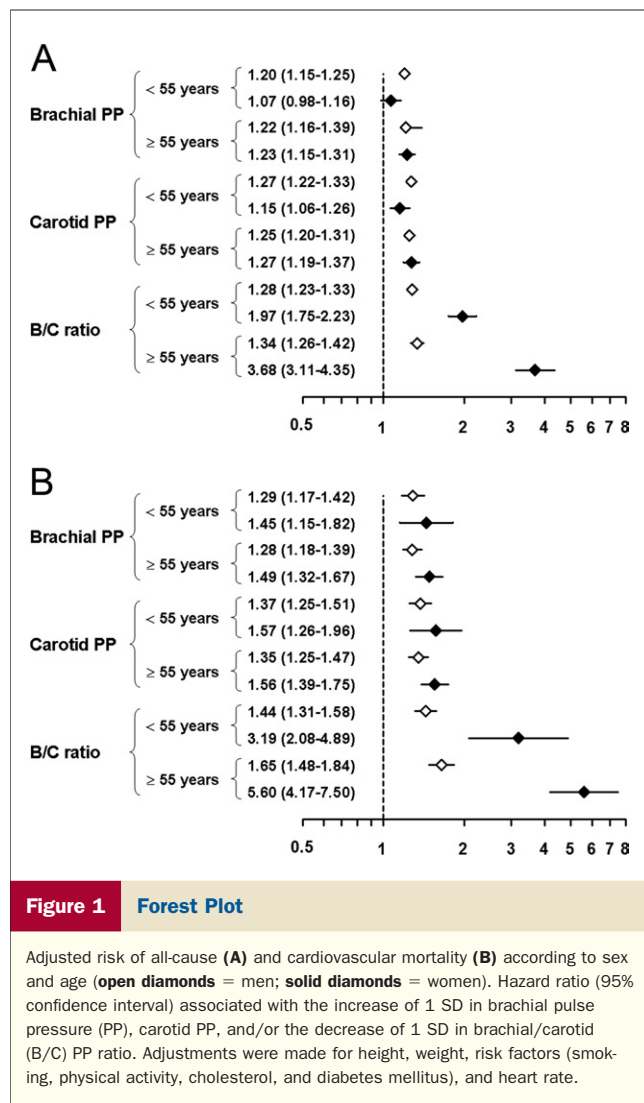 A
Brachial PP
< 55 years
1.20 (1.15-1.25)
1.07 (0.98-1.16)
≥ 55 years
1.22 (1.16-1.39)
1.23 (1.15-1.31)
Carotid PP
< 55 years
1.27 (1.22-1.33)
1.15 (1.06-1.26)
≥ 55 years
1.25 (1.20-1.31)
1.27 (1.19-1.37)
B/C ratio
< 55 years
1.28 (1.23-1.33)
1.97 (1.75-2.23)
≥ 55 years
1.34 (1.26-1.42)
3.68 (3.11-4.35)
0.5 1 2 3 4 5 6 7 8
B
Brachial PP
< 55 years
1.29 (1.17-1.42)
1.45 (1.15-1.82)
≥ 55 years
1.28 (1.18-1.39)
1.49 (1.32-1.67)
Carotid PP
< 55 years
1.37 (1.25-1.51)
1.57 (1.26-1.96)
≥ 55 years
1.35 (1.25-1.47)
1.56 (1.39-1.75)
B/C ratio
< 55 years
1.44 (1.31-1.58)
3.19 (2.08-4.89)
≥ 55 years
1.65 (1.48-1.84)
5.60 (4.17-7.50)
0.5 1 2 3 4 5 6 7 8
Figure 1 Forest Plot
Adjusted risk of all-cause (A) and cardiovascular mortality (B) according to sex
and age (open diamonds = men; solid diamonds = women). Hazard ratio (95%
confidence interval) associated with the increase of 1 SD in brachial pulse
pressure (PP), carotid PP, and/or the decrease of 1 SD in brachial/carotid
(B/C) PP ratio. Adjustments were made for height, weight, risk factors (smok-
ing, physical activity, cholesterol, and diabetes mellitus), and heart rate.